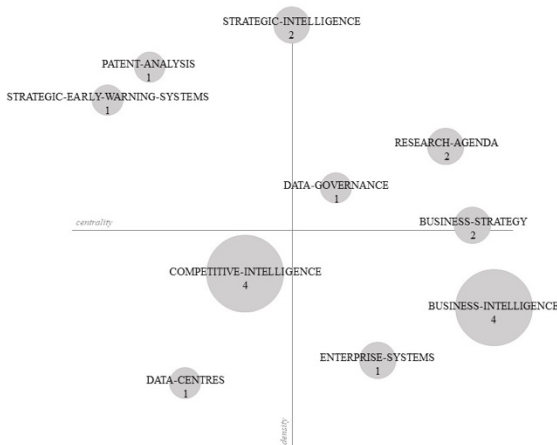 STRATEGIC-INTELLIGENCE
2
PATENT-ANALYSIS
1
STRATEGIC-EARLY-WARNING-SYSTEMS
1
RESEARCH-AGENDA
2
DATA-GOVERNANCE
1
centrality
BUSINESS-STRATEGY
2
COMPETITIVE-INTELLIGENCE
4
BUSINESS-INTELLIGENCE
4
ENTERPRISE-SYSTEMS
1
DATA-CENTRES
1
density